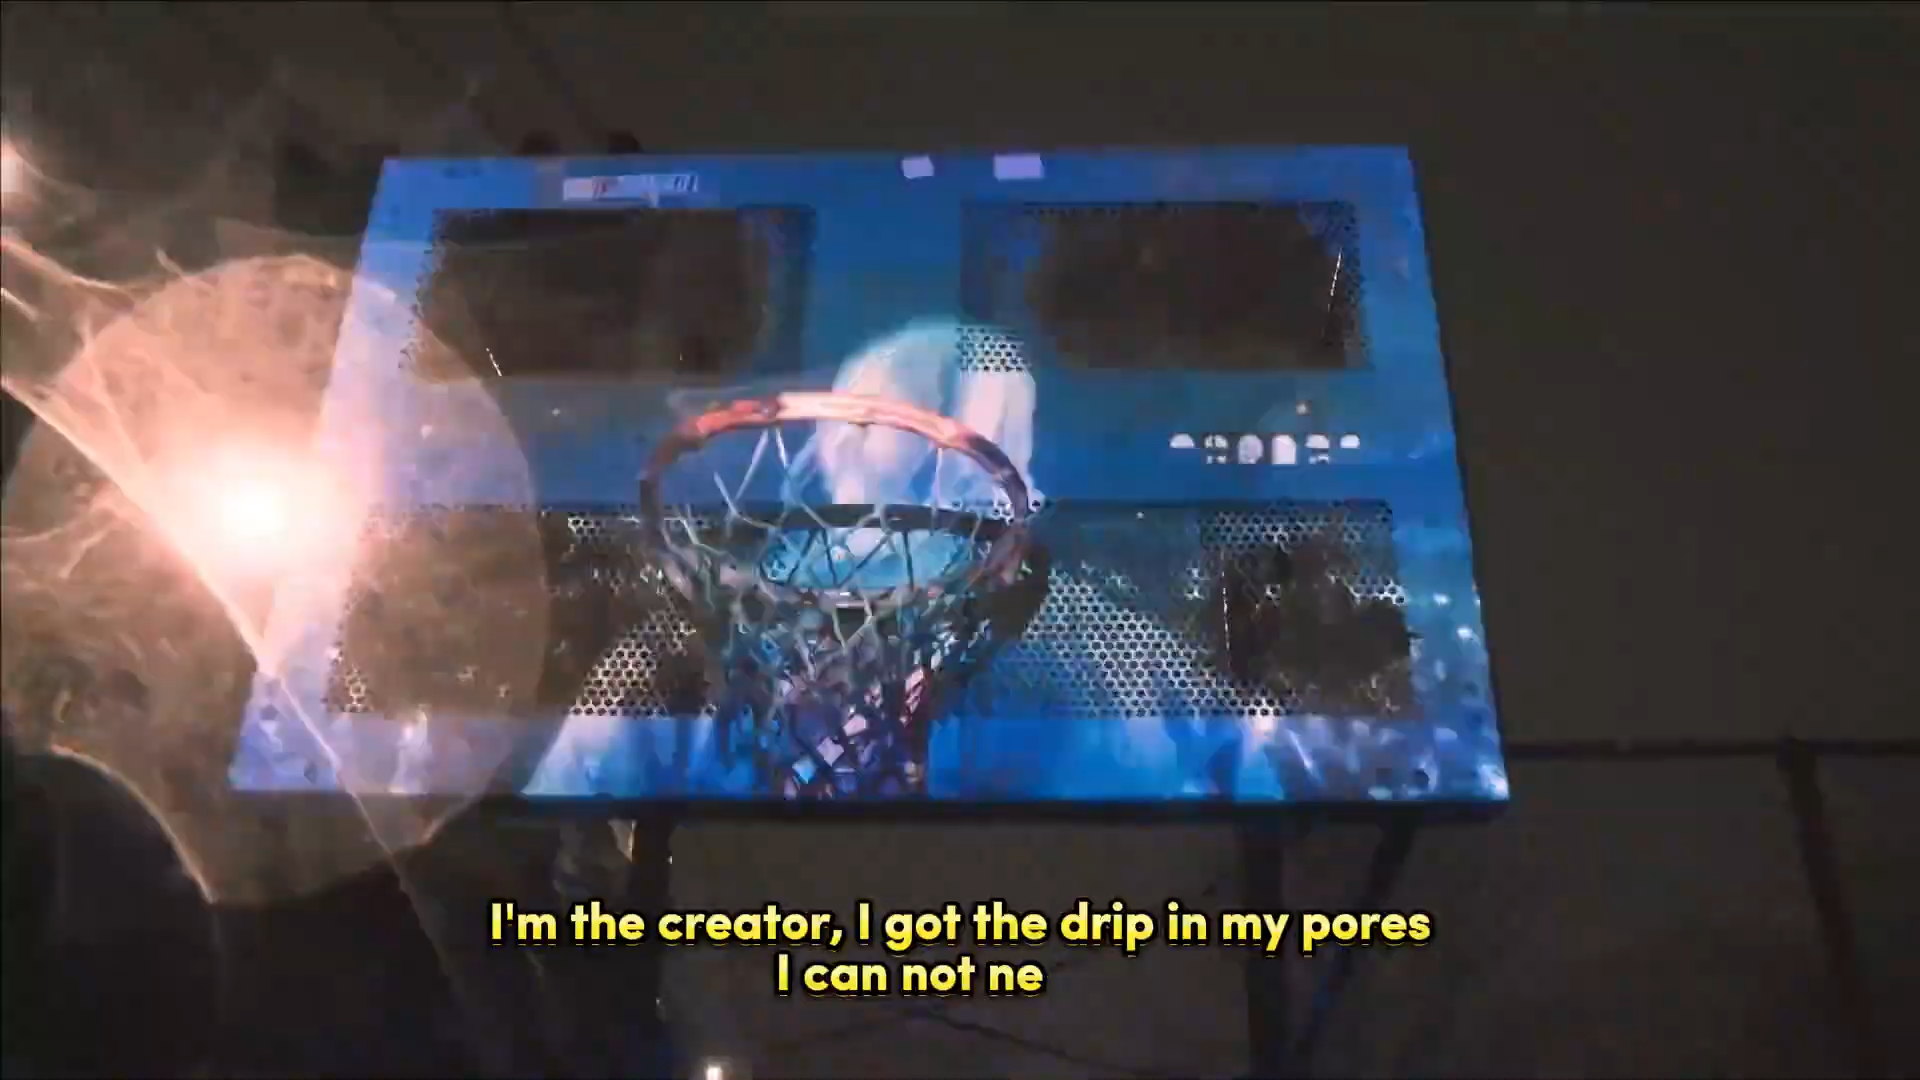 I'm the creator, I got the drip in my pores
I can not ne